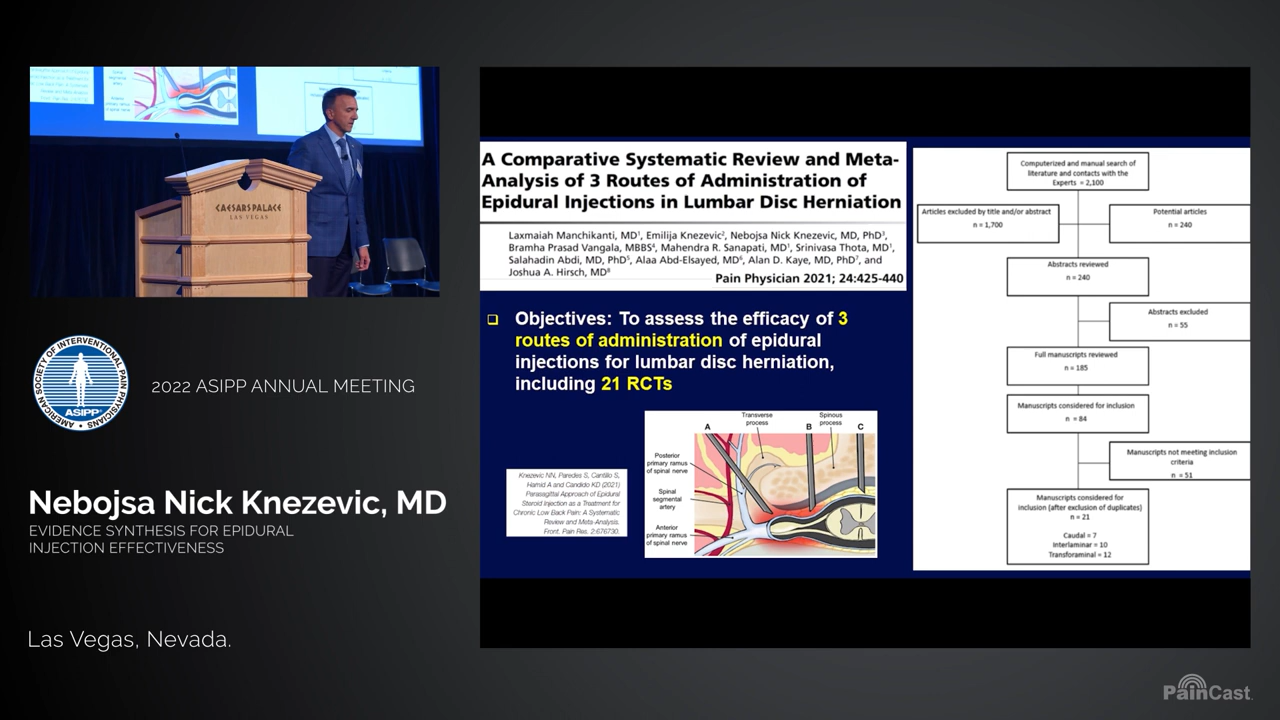 CAESARS PALACE
LAS VEGAS
AMERICAN SOCIETY OF INTERVENTIONAL PAIN PHYSICIANS
ASIPP
2022 ASIPP ANNUAL MEETING
Nebojsa Nick Knezevic, MD
EVIDENCE SYNTHESIS FOR EPIDURAL
INJECTION EFFECTIVENESS
Las Vegas, Nevada.
A Comparative Systematic Review and Meta-
Analysis of 3 Routes of Administration of
Epidural Injections in Lumbar Disc Herniation
Laxmaiah Manchikanti, MD¹, Emilija Knezevic², Nebojsa Nick Knezevic, MD, PhD³,
Bramha Prasad Vangala, MBBS⁴, Mahendra R. Sanapati, MD¹, Srinivasa Thota, MD¹,
Salahadin Abdi, MD, PhD⁵, Alaa Abd-Elsayed, MD⁶, Alan D. Kaye, MD, PhD⁷, and
Joshua A. Hirsch, MD⁸
Pain Physician 2021; 24:425-440
Objectives: To assess the efficacy of 3
routes of administration of epidural
injections for lumbar disc herniation,
including 21 RCTs
Knezevic NN, Paredes S, Cantillo S,
Hamid A and Candido KD (2021)
Parasagittal Approach of Epidural
Steroid Injection as a Treatment for
Chronic Low Back Pain: A Systematic
Review and Meta-Analysis.
Front. Pain Res. 2:676730.
Transverse
process
Spinous
process
A
B
C
Posterior
primary ramus
of spinal nerve
Spinal
segmental
artery
Anterior
primary ramus
of spinal nerve
Computerized and manual search of
literature and contacts with the
Experts = 2,100
Articles excluded by title and/or abstract
n = 1,700
Potential articles
n = 240
Abstracts reviewed
n = 240
Abstracts excluded
n = 55
Full manuscripts reviewed
n = 185
Manuscripts considered for inclusion
n = 84
Manuscripts not meeting inclusion
criteria
n = 51
Manuscripts considered for
inclusion (after exclusion of duplicates)
n = 21
Caudal = 7
Interlaminar = 10
Transforaminal = 12
PainCast